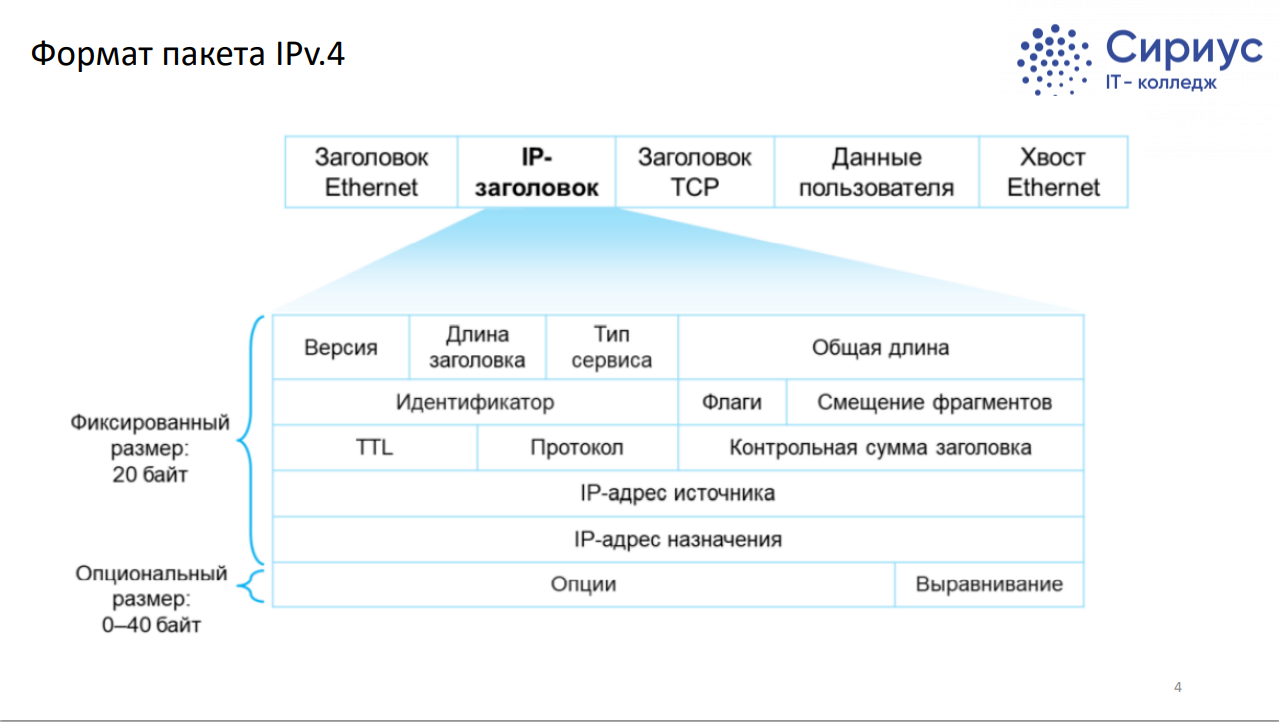 Формат пакета IPv.4
Сириус
IT - колледж
Заголовок
Ethernet
IP-
заголовок
Заголовок
TCP
Данные
пользователя
Хвост
Ethernet
Фиксированный
размер:
20 байт
Версия
Длина
заголовка
Тип
сервиса
Общая длина
Идентификатор
Флаги
Смещение фрагментов
TTL
Протокол
Контрольная сумма заголовка
IP-адрес источника
IP-адрес назначения
Опциональный
размер:
0–40 байт
Опции
Выравнивание
4